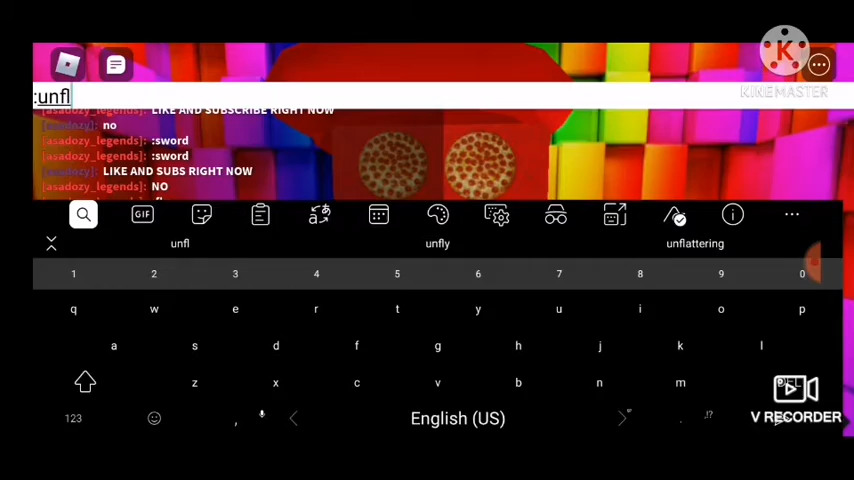 K
KINEMASTER
:unfl
[asadozy_legends]: LIKE AND SUBSCRIBE RIGHT NOW
[asadozy]: no
[asadozy_legends]: :sword
[asadozy_legends]: :sword
[asadozy]: LIKE AND SUBS RIGHT NOW
[asadozy_legends]: NO
GIF
unfl unfly unflattering
1 2 3 4 5 6 7 8 9 0
q w e r t y u i o p
a s d f g h j k l
z x c v b n m
123 , English (US) . ,!?
V RECORDER